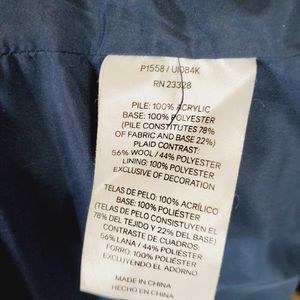 P1558 / U10B4K
RN 23328
PILE: 100% ACRYLIC
BASE: 100% POLYESTER
(PILE CONSTITUTES 78%
OF FABRIC AND BASE 22%)
PLAID CONTRAST:
56% WOOL / 44% POLYESTER
LINING: 100% POLYESTER
EXCLUSIVE OF DECORATION
TELAS DE PELO: 100% ACRÍLICO
BASE: 100% POLIÉSTER
(TELAS DE PELO CONSTITUYEN EL
78% DEL TEJIDO Y 22% DEL BASE)
CONTRASTE DE CUADROS:
56% LANA / 44% POLIÉSTER
FORRO: 100% POLIÉSTER
EXCLUYENDO EL ADORNO
MADE IN CHINA
HECHO EN CHINA